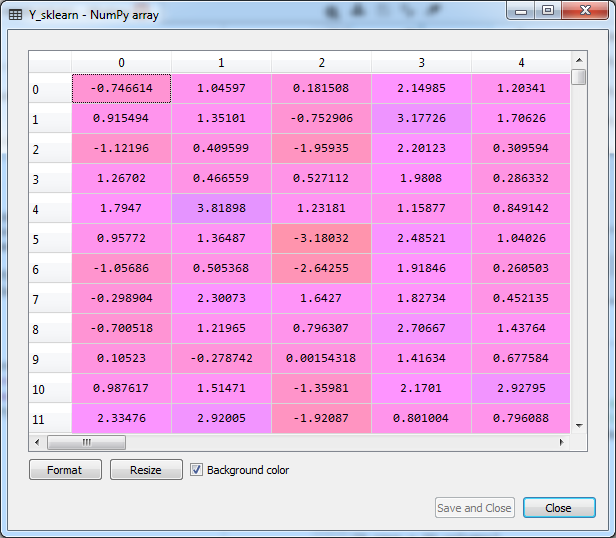 Y_sklearn - NumPy array
0 1 2 3 4
0 -0.746614 1.04597 0.181508 2.14985 1.20341
1 0.915494 1.35101 -0.752906 3.17726 1.70626
2 -1.12196 0.409599 -1.95935 2.20123 0.309594
3 1.26702 0.466559 0.527112 1.9808 0.286332
4 1.7947 3.81898 1.23181 1.15877 0.849142
5 0.95772 1.36487 -3.18032 2.48521 1.04026
6 -1.05686 0.505368 -2.64255 1.91846 0.260503
7 -0.298904 2.30073 1.6427 1.82734 0.452135
8 -0.700518 1.21965 0.796307 2.70667 1.43764
9 0.10523 -0.278742 0.00154318 1.41634 0.677584
10 0.987617 1.51471 -1.35981 2.1701 2.92795
11 2.33476 2.92005 -1.92087 0.801004 0.796088
Format Resize Background color
Save and Close Close